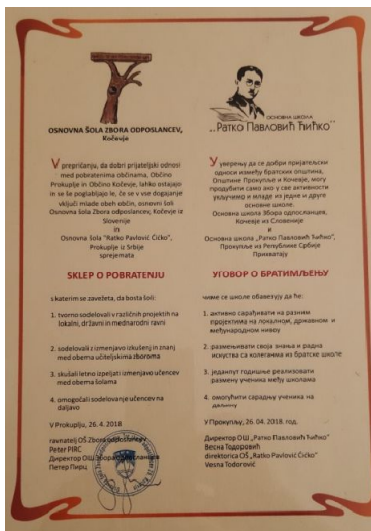 OSNOVNA ŠOLA ZBORA ODPOSLANCEV,
Kočevje
V prepričanju, da dobri prijateljski odnosi
med pobratenima občinama, Občino
Prokuplje in Občino Kočevje, lahko ostajajo
in se še poglabljajo le, če se v vse dogajanje
vključi mlade obeh občin, osnovni šoli
Osnovna šola Zbora odposlancev, Kočevje iz
Slovenije
in
Osnovna šola "Ratko Pavlović Ćićko",
Prokuplje iz Srbije
sprejemata
SKLEP O POBRATENJU
s katerim se zavežeta, da bosta šoli:
1. tvorno sodelovali v različnih projektih na
lokalni, državni in mednarodni ravni
2. sodelovali z izmenjavo izkušenj in znanj
med obema učiteljskima zboroma
3. skušali letno izpeljati izmenjavo učencev
med obema šolama
4. omogočali sodelovanje učencev na
daljavo
V Prokuplju, 26. 4. 2018
ravnatelj OŠ Zbora odposlancev
Peter PIRC
Директор ОШ Збора одпосланцев
Петер Пирц
ОСНОВНА ШКОЛА
„Ратко Павловић Ћићко"
У уверењу да се добри пријатељски
односи између братских општина,
Општине Прокупље и Кочевје, могу
продубити само ако у све активности
укључимо и младе из једне и друге
основне школе.
Основна школа Збора одпосланцев,
Кочевје из Словеније
и
Основна школа „Ратко Павловић Ћићко",
Прокупље из Републике Србије
Прихватају
УГОВОР О БРАТИМЉЕЊУ
чиме се школе обавезују да ће:
1. активно сарађивати на разним
пројектима на локалном, државном и
међународном нивоу
2. размењивати своја знања и радна
искуства са колегама из братске школе
3. једанпут годишње реализовати
размену ученика међу школама
4. омогућити сарадњу ученика на
даљину
У Прокупљу, 26. 04. 2018. год.
Директор ОШ „Ратко Павловић Ћићко"
Весна Тодоровић
direktorica OŠ „Ratko Pavlović Ćićko"
Vesna Todorović